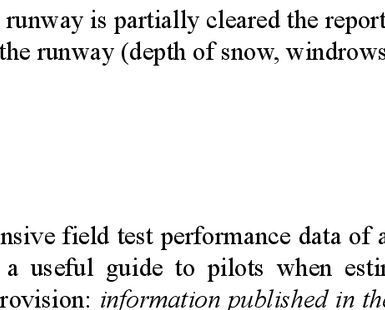 runway is partially cleared the report
the runway (depth of snow, windrows
nsive field test performance data of a
a useful guide to pilots when estin
rovision: information published in the